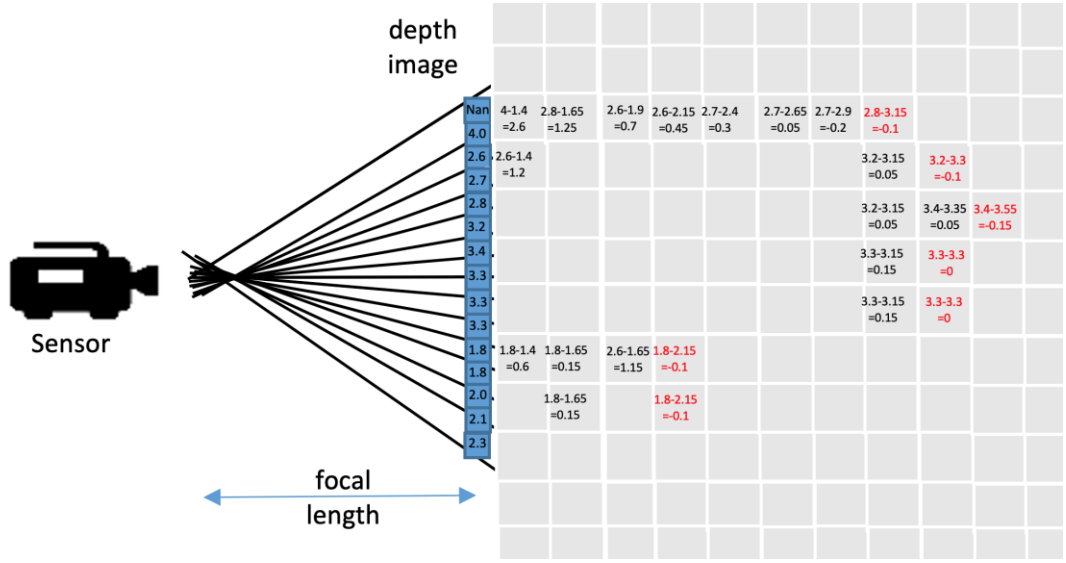 depth
image
Nan
4.0
2.6
2.7
2.8
3.2
3.4
3.3
3.3
3.3
1.8
1.8
2.0
2.1
2.3
4-1.4 2.8-1.65 2.6-1.9 2.6-2.15 2.7-2.4 2.7-2.65 2.7-2.9 2.8-3.15
=2.6 =1.25 =0.7 =0.45 =0.3 =0.05 =-0.2 =-0.1
2.6-1.4 3.2-3.15 3.2-3.3
=1.2 =0.05 =-0.1
3.2-3.15 3.4-3.35 3.4-3.55
=0.05 =0.05 =-0.15
3.3-3.15 3.3-3.3
=0.15 =0
3.3-3.15 3.3-3.3
=0.15 =0
1.8-1.4 1.8-1.65 2.6-1.65 1.8-2.15
=0.6 =0.15 =1.15 =-0.1
1.8-1.65 1.8-2.15
=0.15 =-0.1
Sensor
focal
length